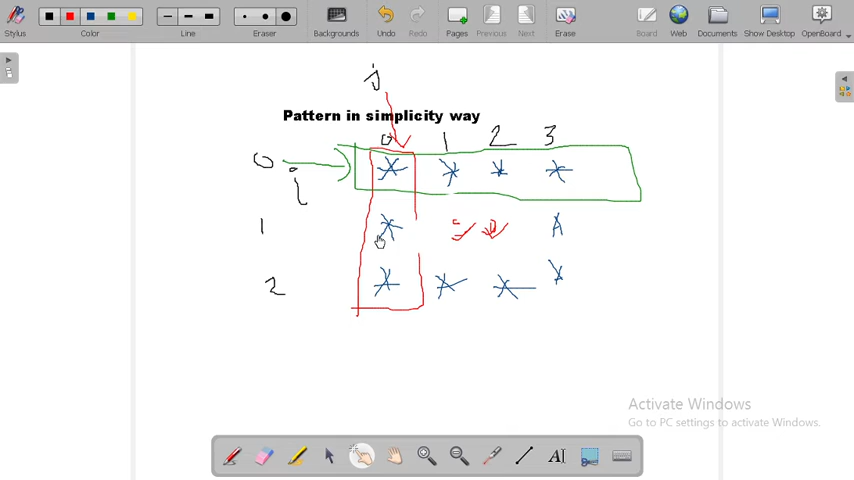 Stylus Color Line Eraser Backgrounds Undo Redo Pages Previous Next Erase Board Web Documents Show Desktop OpenBoard
j
Pattern in simplicity way
0 1 2 3
0 i * * * *
1 * *
2 * * * *
Activate Windows
Go to PC settings to activate Windows.
AI